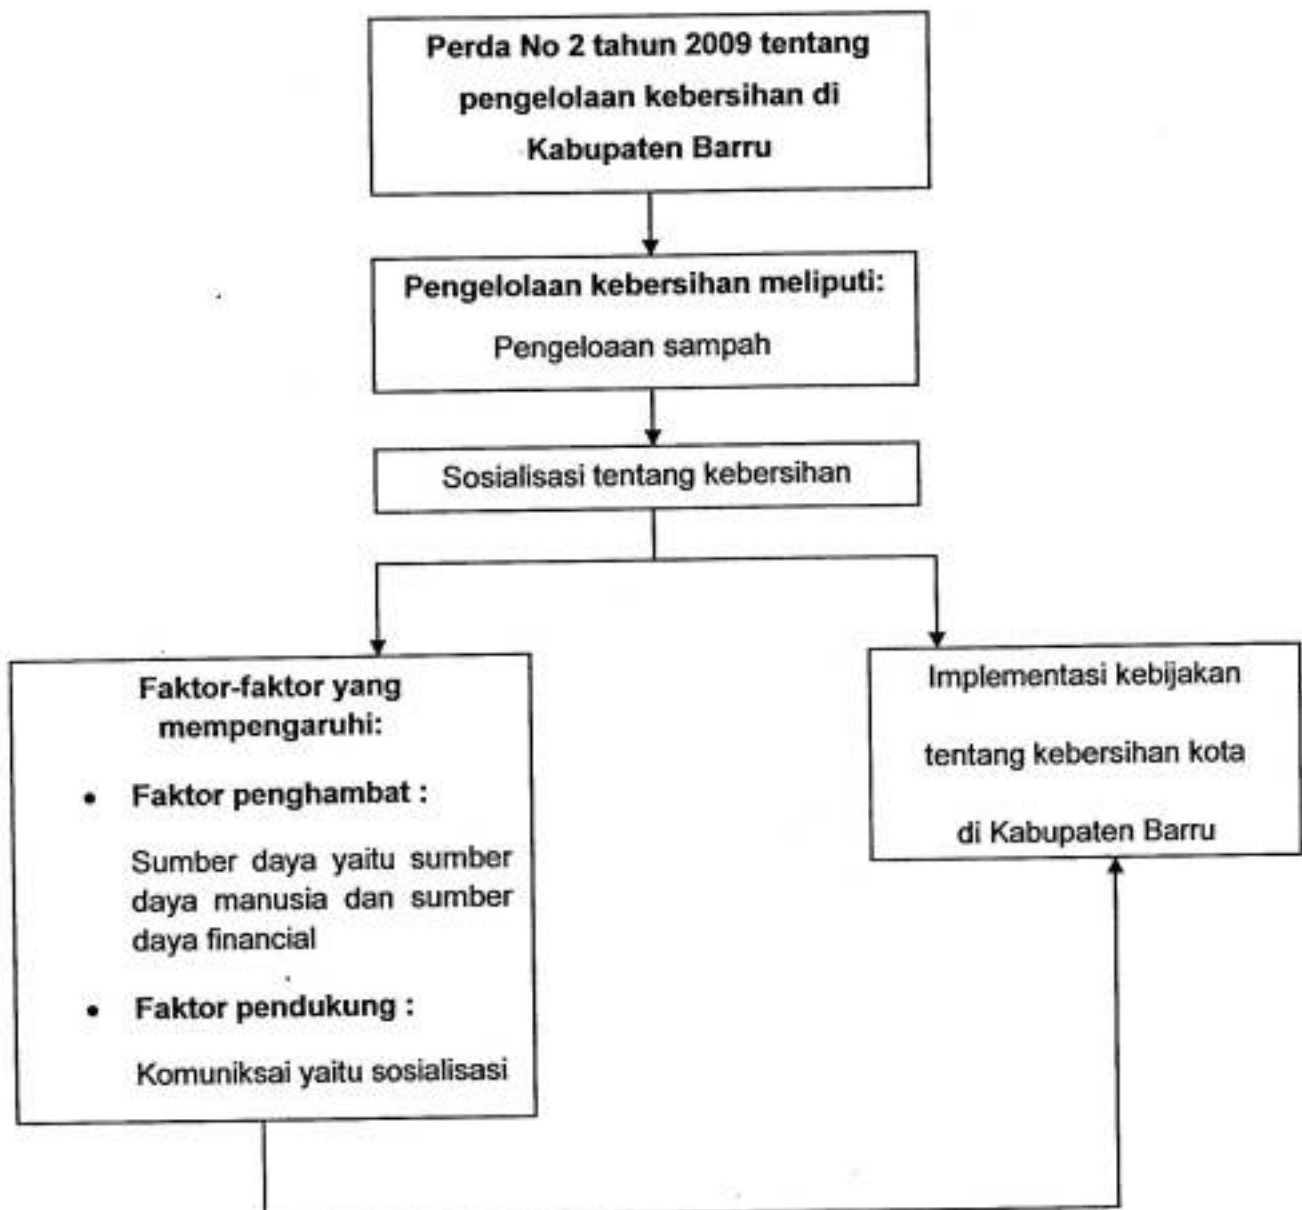 Perda No 2 tahun 2009 tentang
pengelolaan kebersihan di
Kabupaten Barru
Pengelolaan kebersihan meliputi:
Pengeloaan sampah
Sosialisasi tentang kebersihan
Faktor-faktor yang
mempengaruhi:
• Faktor penghambat :
Sumber daya yaitu sumber
daya manusia dan sumber
daya financial
• Faktor pendukung :
Komuniksai yaitu sosialisasi
Implementasi kebijakan
tentang kebersihan kota
di Kabupaten Barru